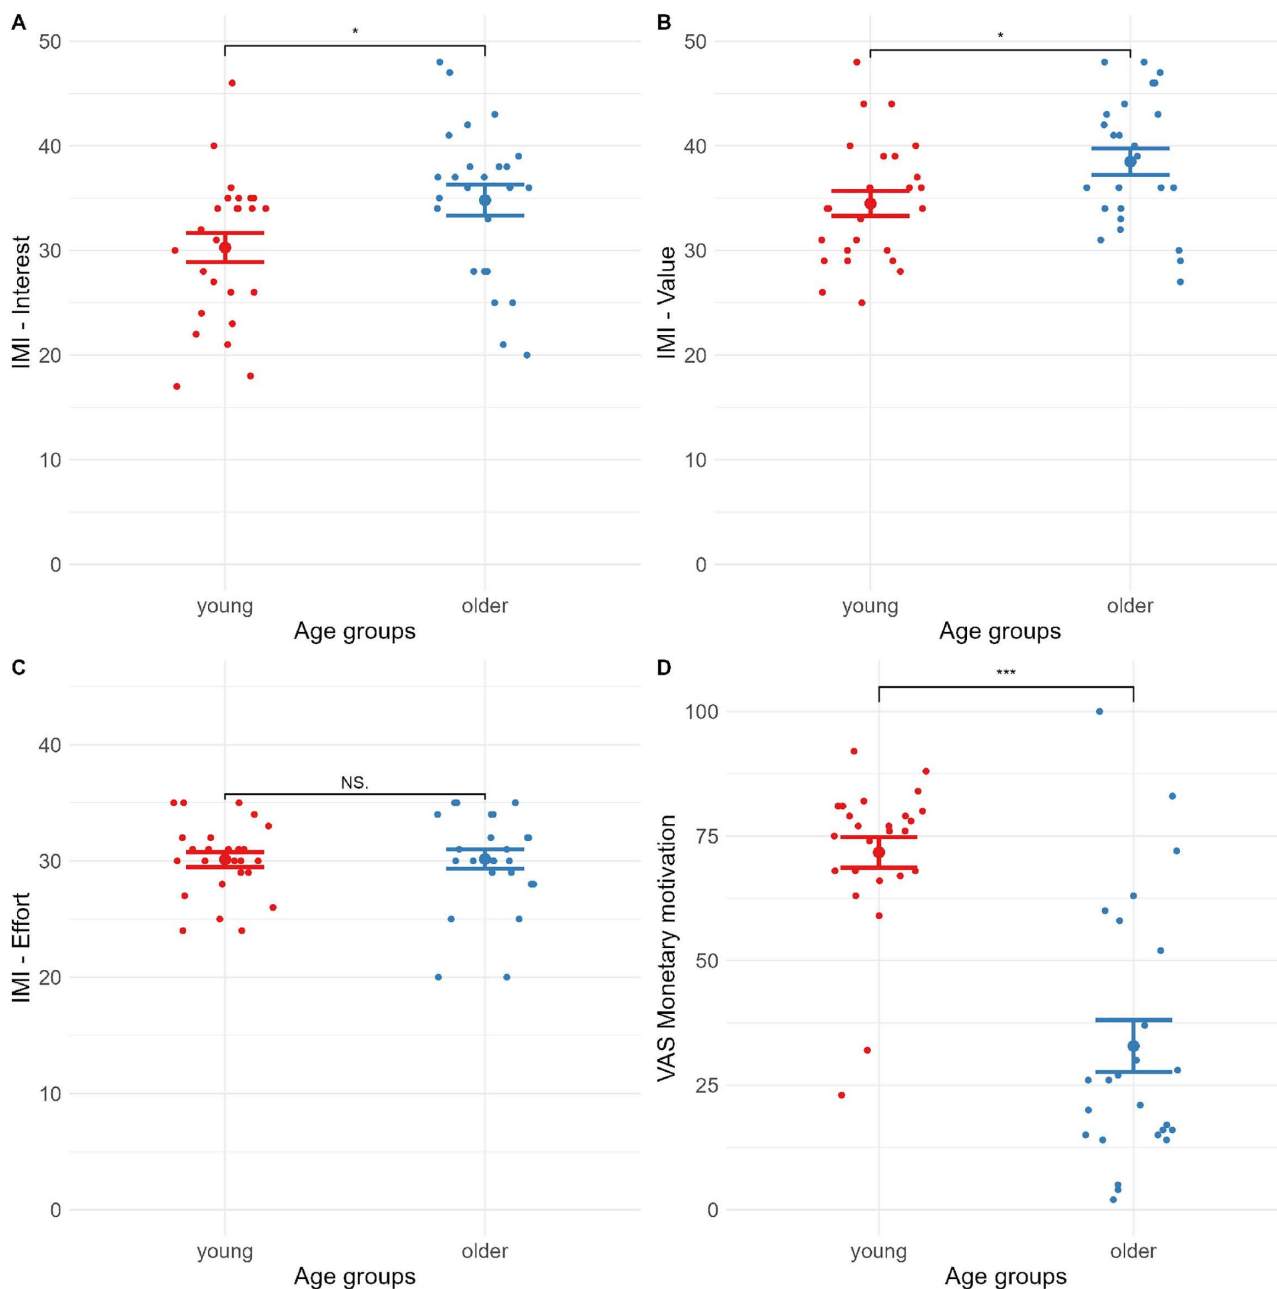 A
*
50
40
30
20
10
0
IMI - Interest
young older
Age groups
B
*
50
40
30
20
10
0
IMI - Value
young older
Age groups
C
NS.
40
30
20
10
0
IMI - Effort
young older
Age groups
D
***
100
75
50
25
0
VAS Monetary motivation
young older
Age groups